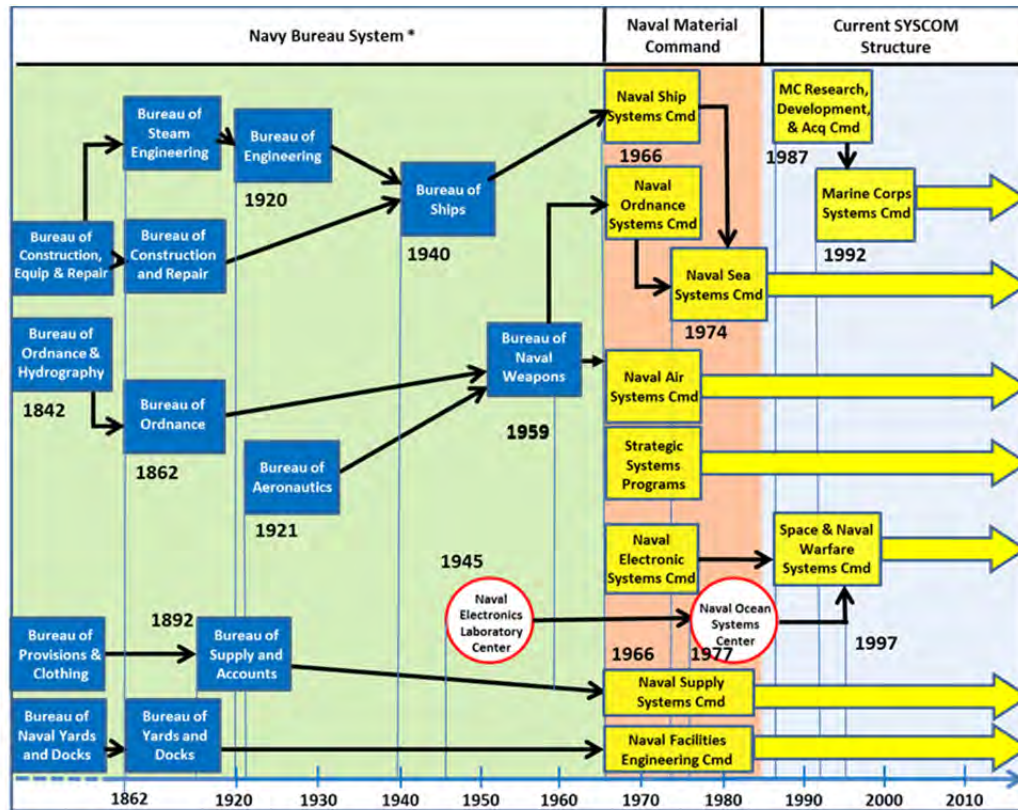 Navy Bureau System *
Naval Material
Command
Current SYSCOM
Structure
Bureau of
Steam
Engineering
Bureau of
Engineering
1920
Bureau of
Construction,
Equip & Repair
Bureau of
Construction
and Repair
Bureau of
Ships
1940
Naval Ship
Systems Cmd
1966
Naval
Ordnance
Systems Cmd
Naval Sea
Systems Cmd
1974
MC Research,
Development,
& Acq Cmd
1987
Marine Corps
Systems Cmd
1992
Bureau of
Ordnance &
Hydrography
1842
Bureau of
Ordnance
1862
Bureau of
Aeronautics
1921
Bureau of
Naval
Weapons
1959
Naval Air
Systems Cmd
Strategic
Systems
Programs
Naval
Electronic
Systems Cmd
Space & Naval
Warfare
Systems Cmd
1945
Naval
Electronics
Laboratory
Center
Naval Ocean
Systems
Center
1966
1977
1997
Bureau of
Provisions &
Clothing
1892
Bureau of
Supply and
Accounts
Naval Supply
Systems Cmd
Bureau of
Naval Yards
and Docks
Bureau of
Yards and
Docks
Naval Facilities
Engineering Cmd
1862
1920
1930
1940
1950
1960
1970
1980
1990
2000
2010